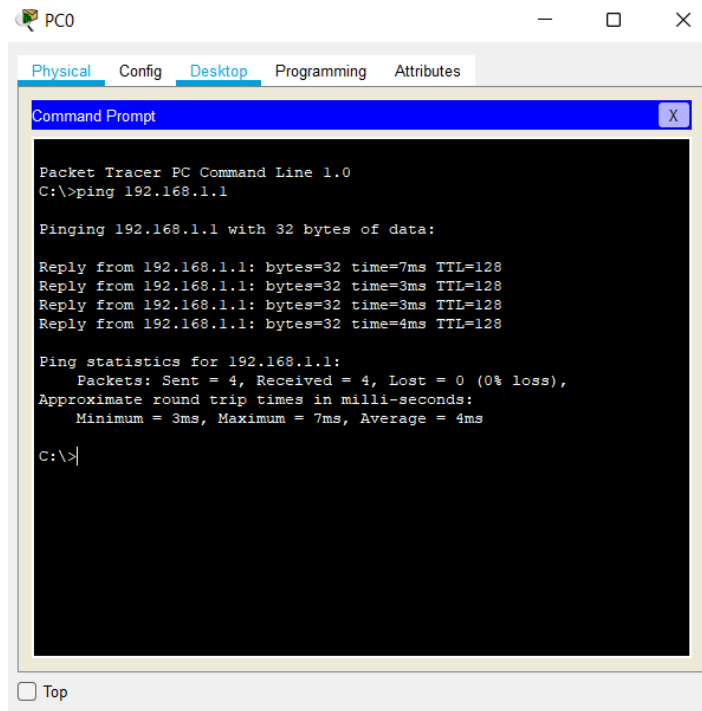 PC0
Physical Config Desktop Programming Attributes
Command Prompt X
Packet Tracer PC Command Line 1.0
C:\>ping 192.168.1.1
Pinging 192.168.1.1 with 32 bytes of data:
Reply from 192.168.1.1: bytes=32 time=7ms TTL=128
Reply from 192.168.1.1: bytes=32 time=3ms TTL=128
Reply from 192.168.1.1: bytes=32 time=3ms TTL=128
Reply from 192.168.1.1: bytes=32 time=4ms TTL=128
Ping statistics for 192.168.1.1:
    Packets: Sent = 4, Received = 4, Lost = 0 (0% loss),
Approximate round trip times in milli-seconds:
    Minimum = 3ms, Maximum = 7ms, Average = 4ms
C:\>
Top